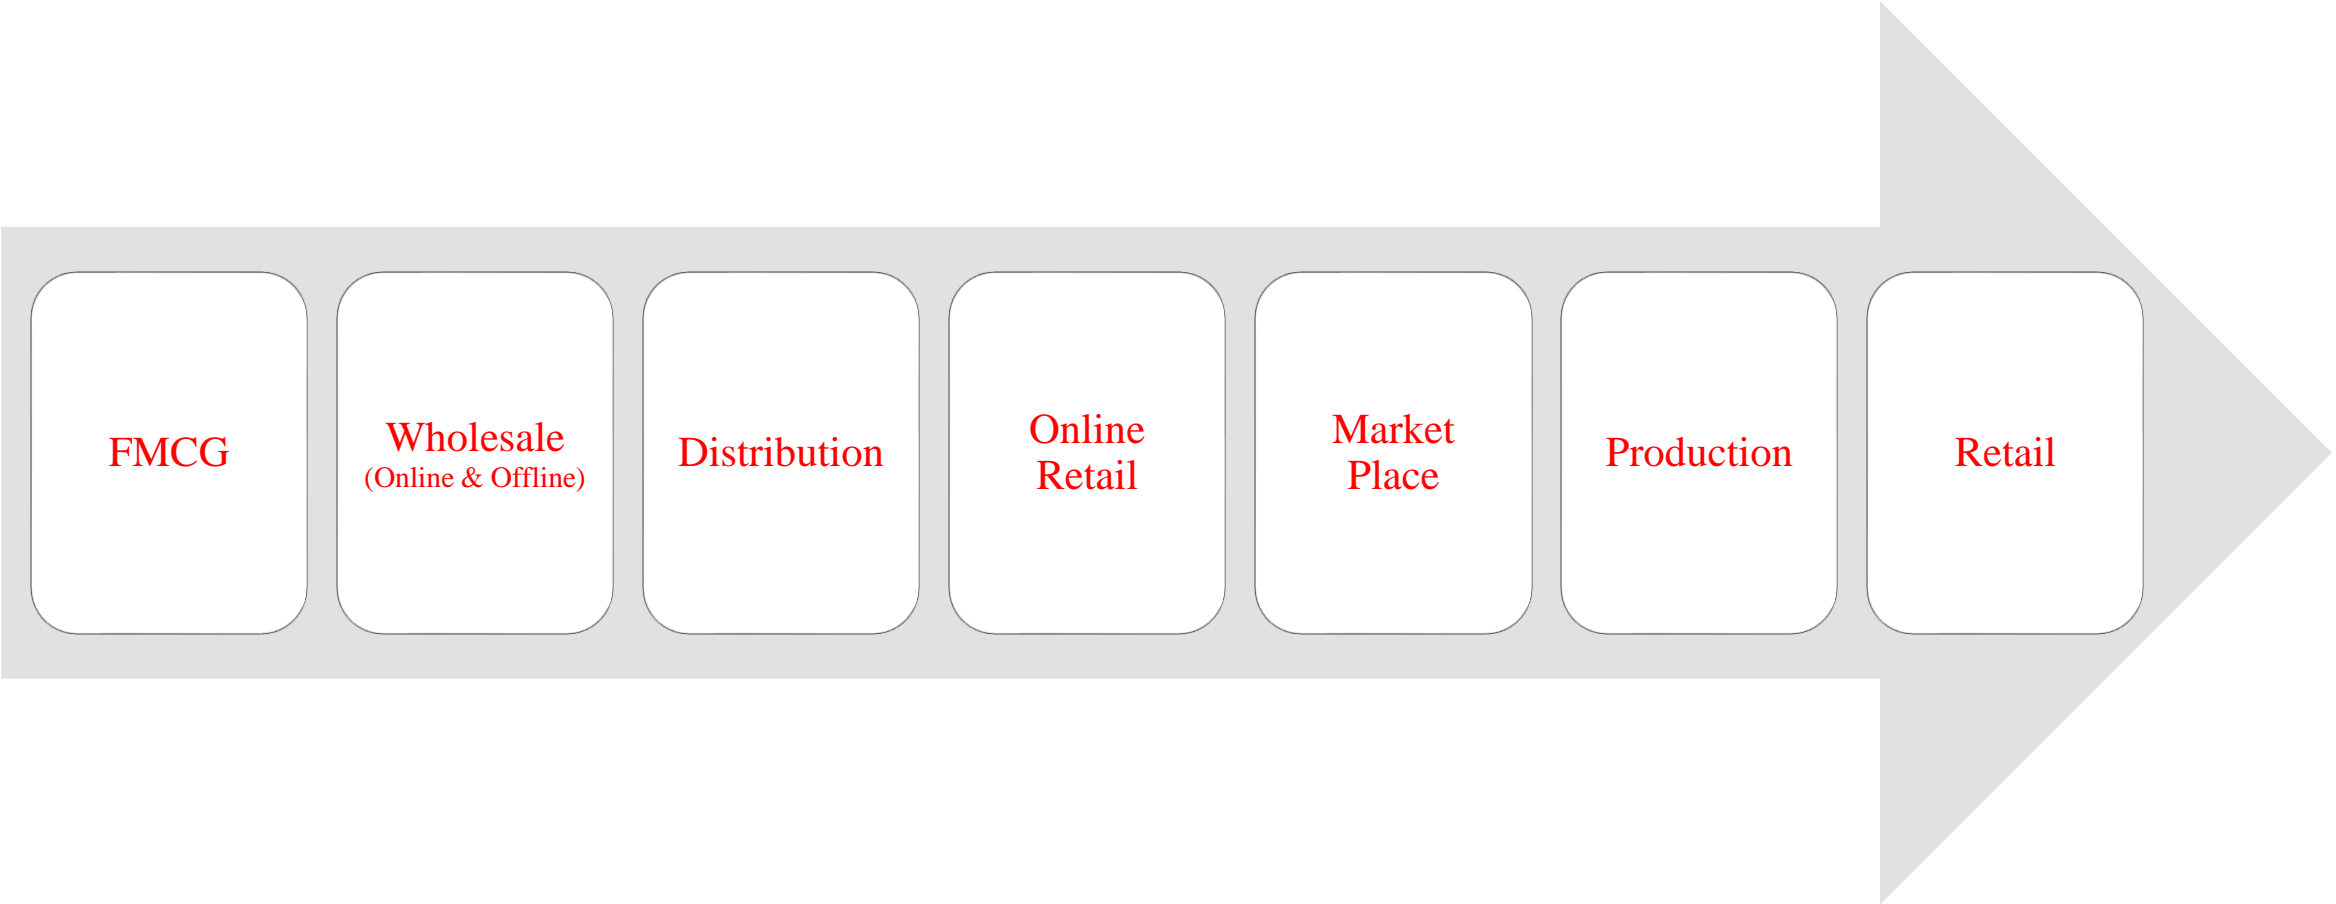 FMCG
Wholesale
(Online & Offline)
Distribution
Online
Retail
Market
Place
Production
Retail